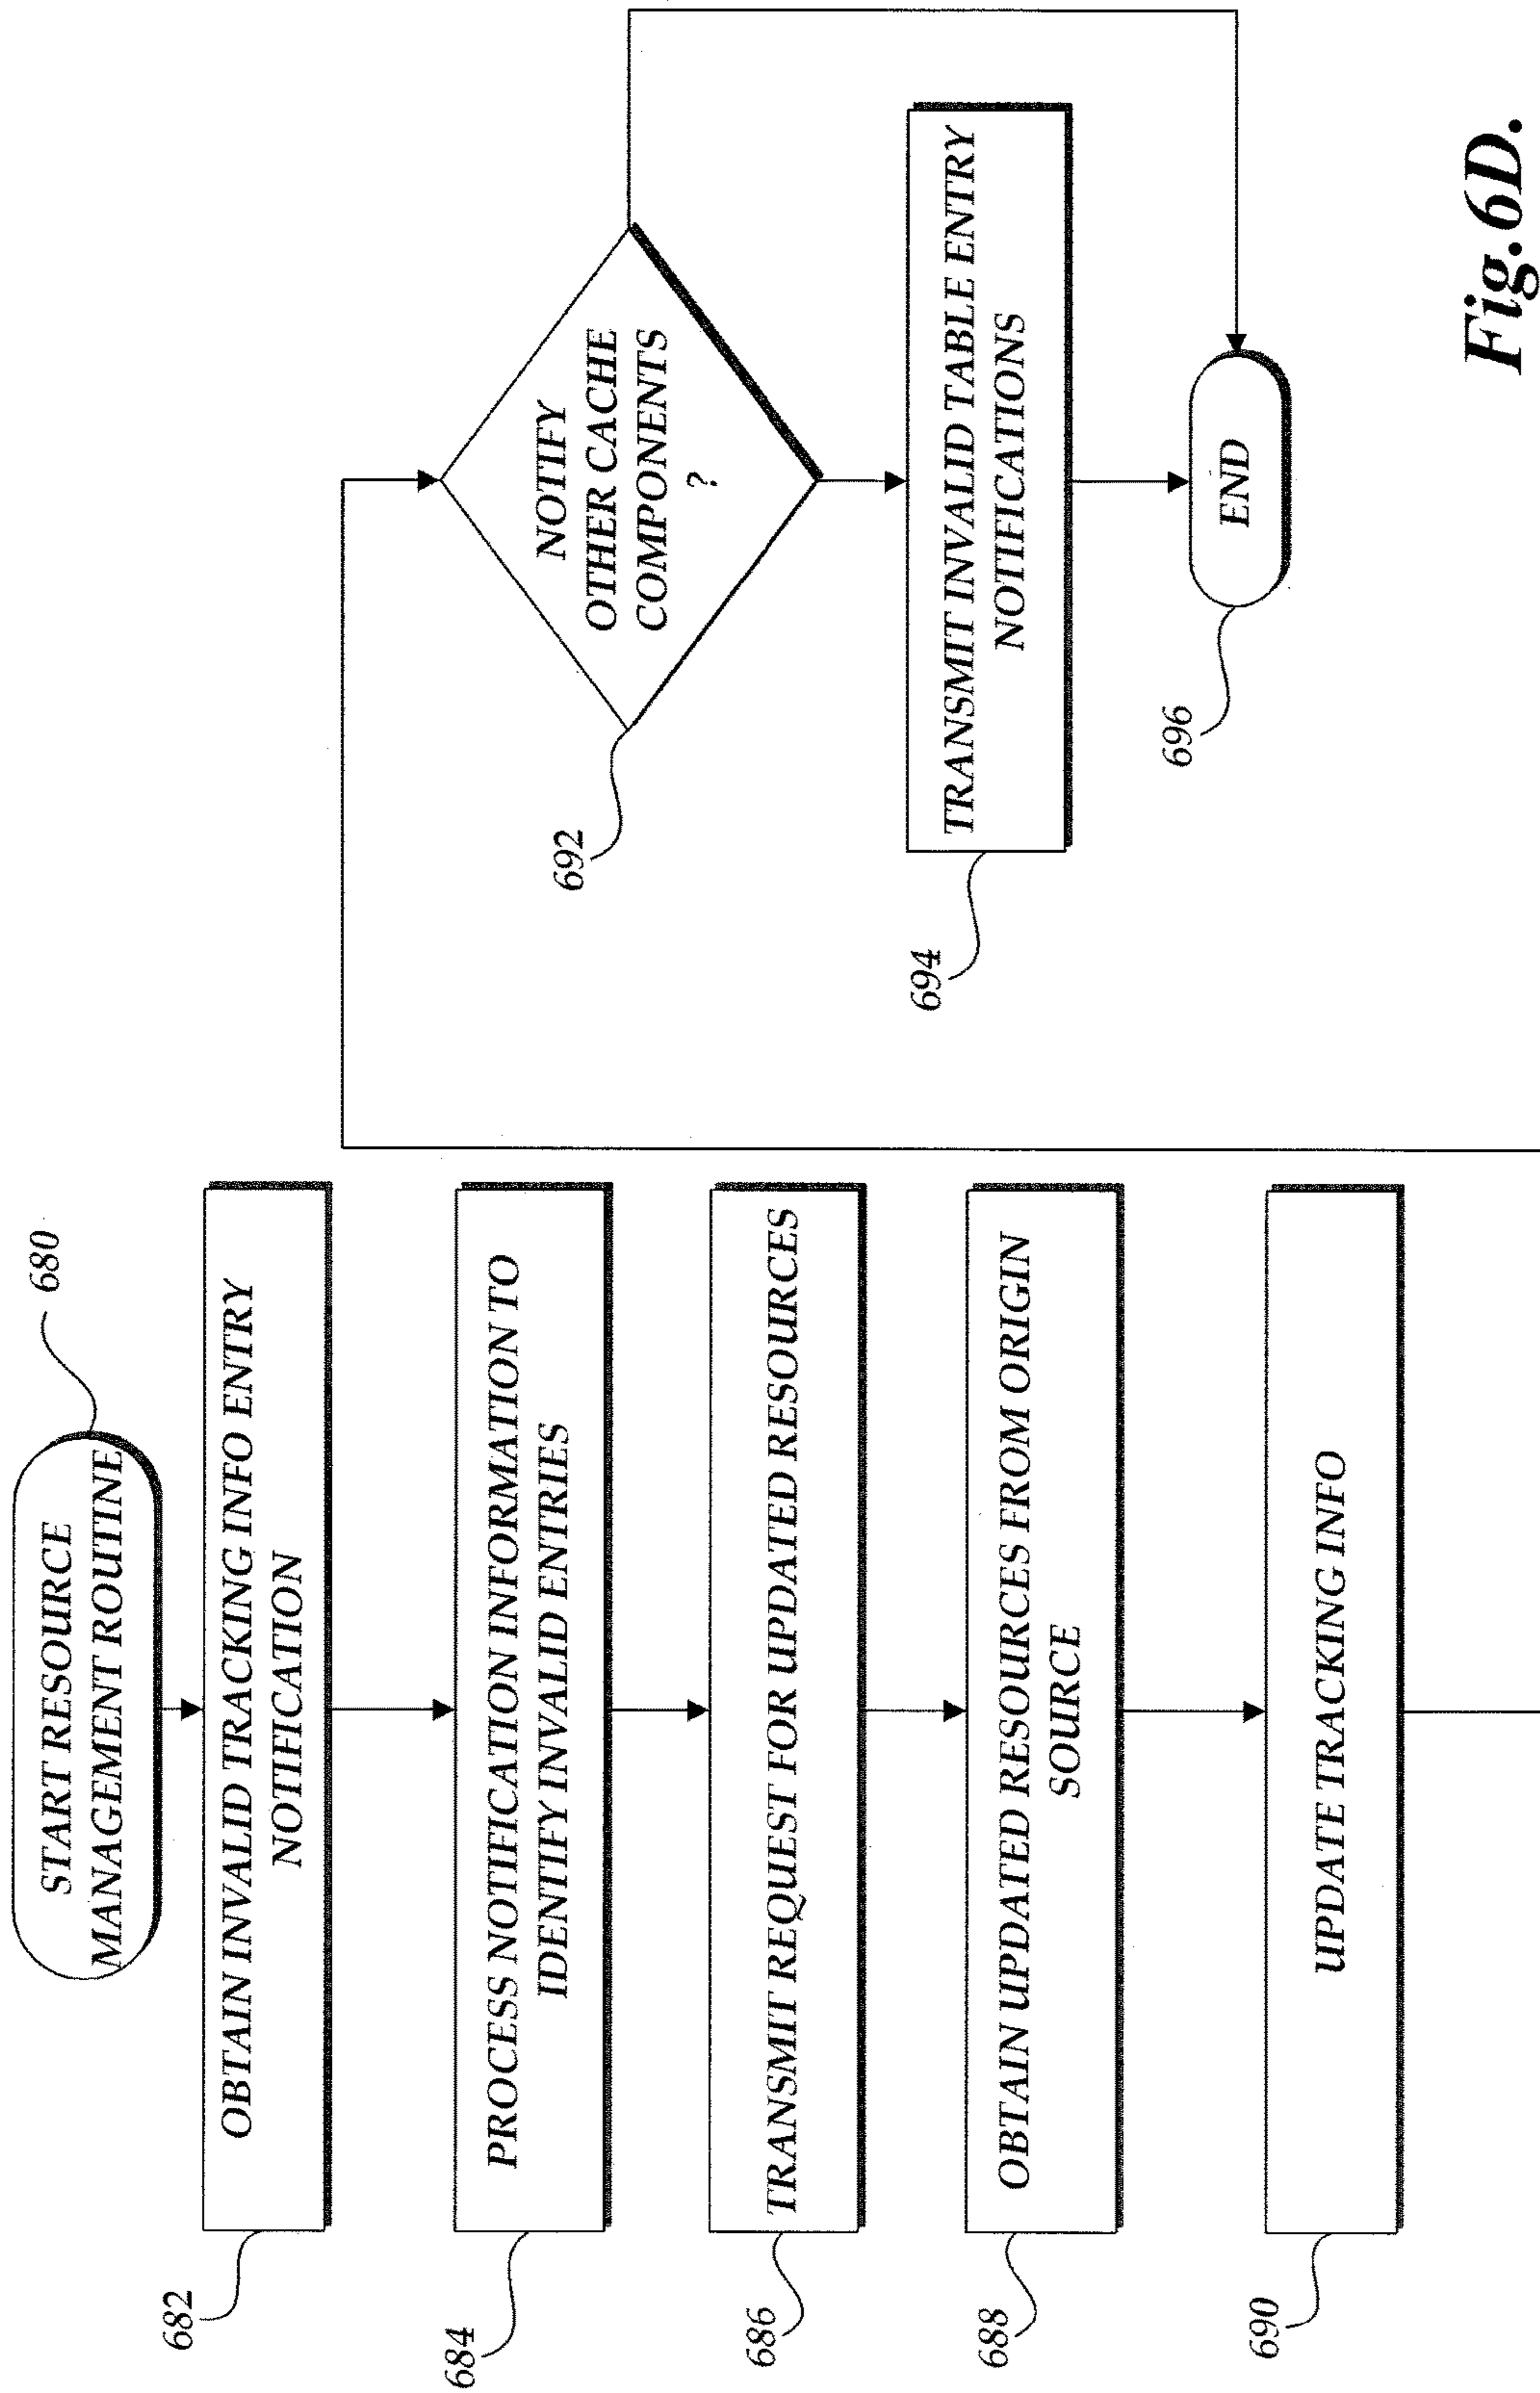 680
START RESOURCE
MANAGEMENT ROUTINE
682
OBTAIN INVALID TRACKING INFO ENTRY
NOTIFICATION
684
PROCESS NOTIFICATION INFORMATION TO
IDENTIFY INVALID ENTRIES
686
TRANSMIT REQUEST FOR UPDATED RESOURCES
688
OBTAIN UPDATED RESOURCES FROM ORIGIN
SOURCE
690
UPDATE TRACKING INFO
692
NOTIFY
OTHER CACHE
COMPONENTS
?
694
TRANSMIT INVALID TABLE ENTRY
NOTIFICATIONS
696
END
Fig.6D.